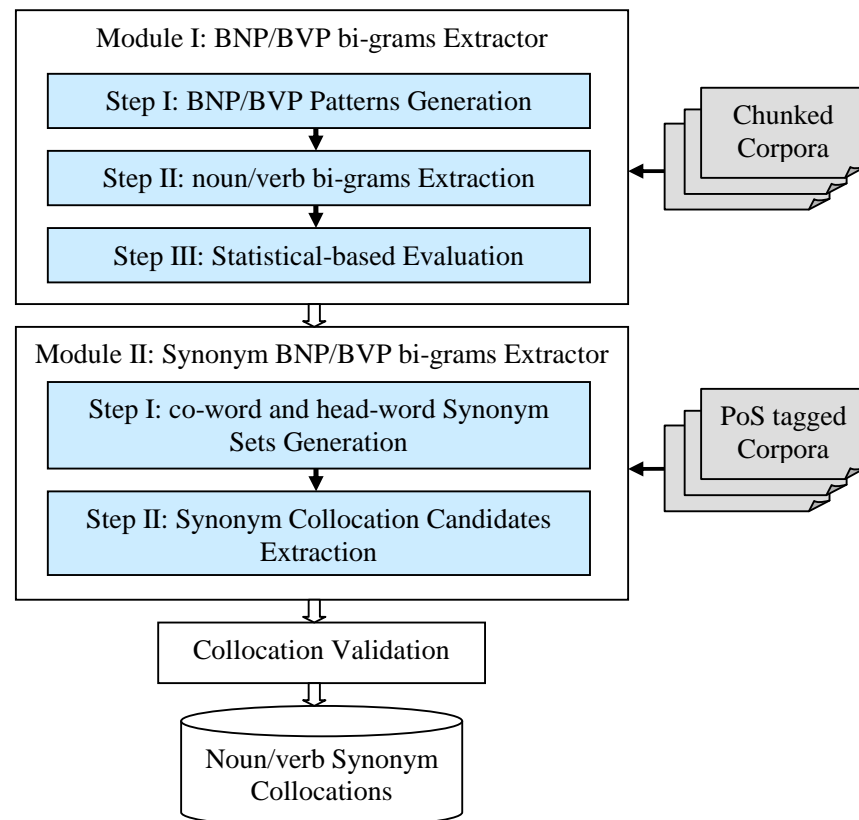 Module I: BNP/BVP bi-grams Extractor
Step I: BNP/BVP Patterns Generation
Step II: noun/verb bi-grams Extraction
Step III: Statistical-based Evaluation
Chunked
Corpora
Module II: Synonym BNP/BVP bi-grams Extractor
Step I: co-word and head-word Synonym
Sets Generation
Step II: Synonym Collocation Candidates
Extraction
PoS tagged
Corpora
Collocation Validation
Noun/verb Synonym
Collocations